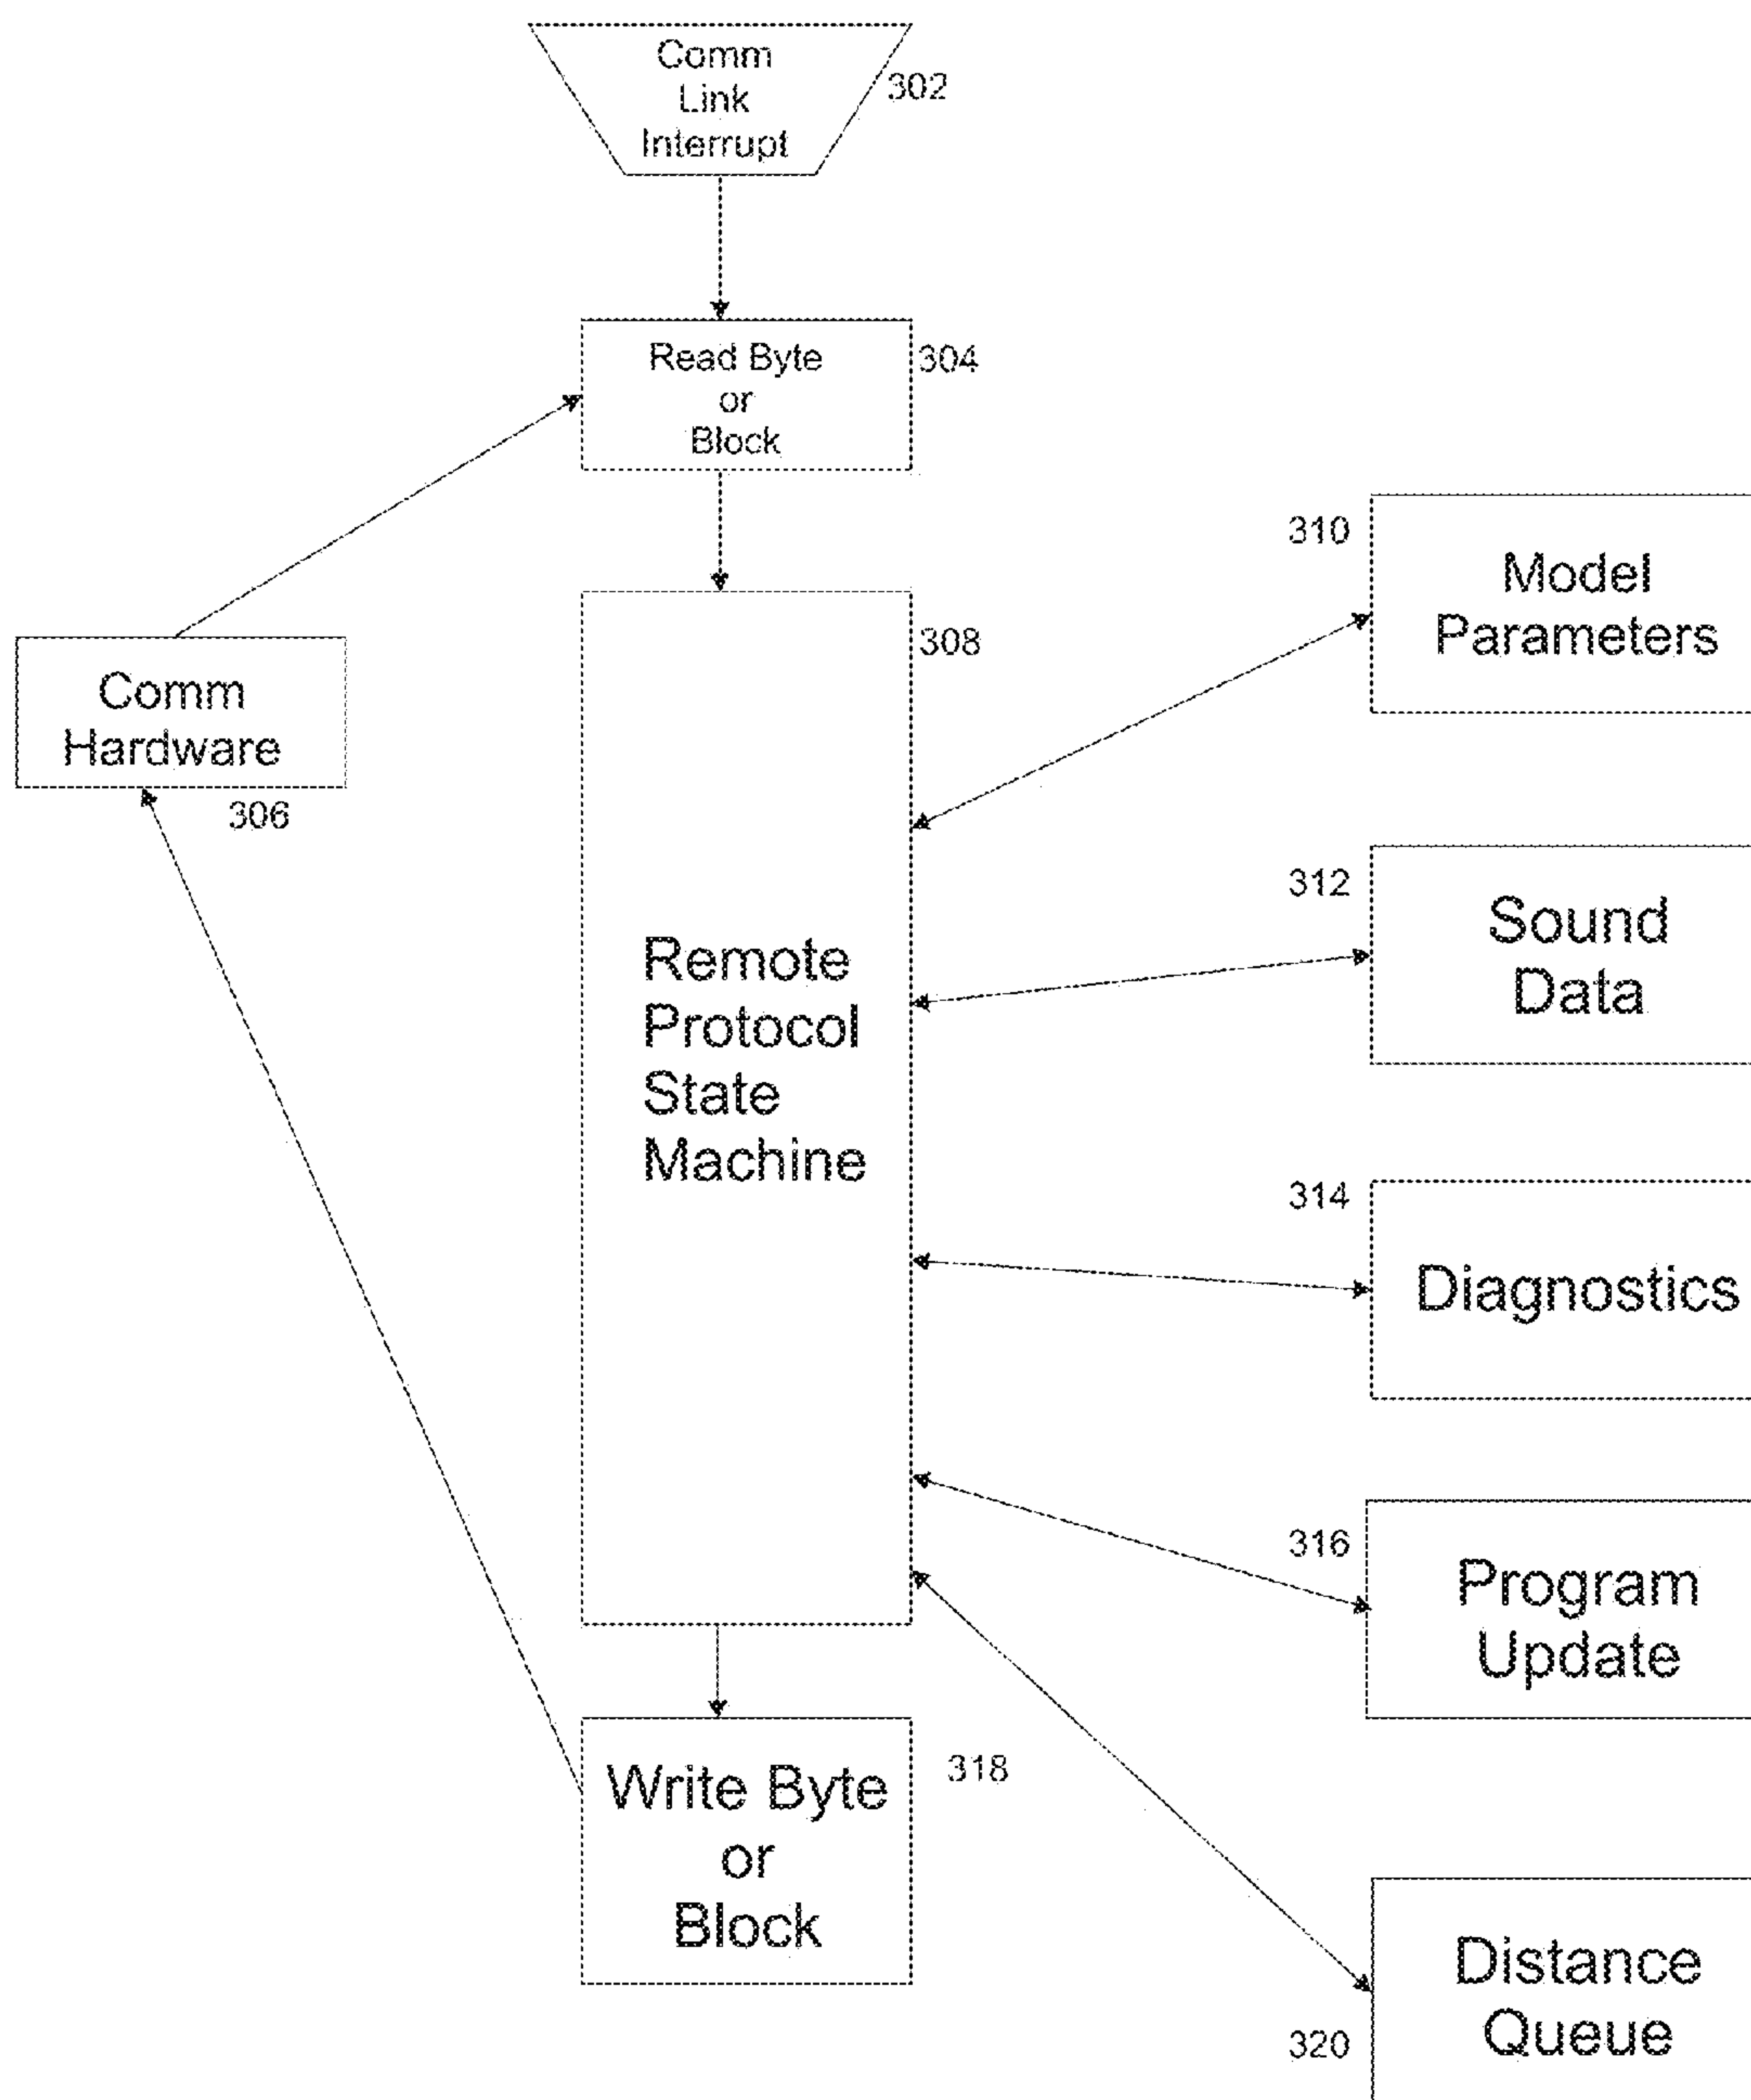 Comm
Link
Interrupt
302
Read Byte
or
Block
304
310
Model
Parameters
308
Comm
Hardware
306
312
Sound
Data
Remote
Protocol
State
Machine
314
Diagnostics
316
Program
Update
Write Byte
or
Block
318
Distance
Queue
320